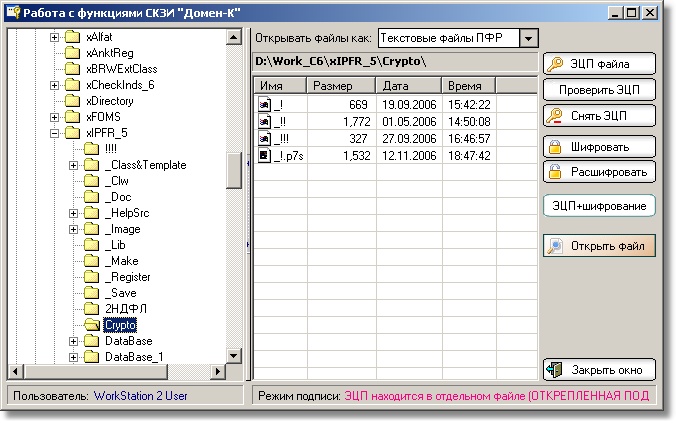 Работа с функциями СКЗИ "Домен-К"
xAlfat
xAnktReg
xBRWExtClass
xCheckInds_6
xDirectory
xFOMS
xIPFR_5
!!!!
_Class&Template
_Clw
_Doc
_HelpSrc
_Image
_Lib
_Make
_Register
_Save
2НДФЛ
Crypto
DataBase
DataBase_1
Открывать файлы как: Текстовые файлы ПФР
D:\Work_C6\xIPFR_5\Crypto\
Имя Размер Дата Время
_! 669 19.09.2006 15:42:22
_!! 1,772 01.05.2006 14:50:08
_!!! 327 27.09.2006 16:46:57
_!.p7s 1,532 12.11.2006 18:47:42
ЭЦП файла
Проверить ЭЦП
Снять ЭЦП
Шифровать
Расшифровать
ЭЦП+шифрование
Открыть файл
Закрыть окно
Пользователь: WorkStation 2 User
Режим подписи: ЭЦП находится в отдельном файле (ОТКРЕПЛЕННАЯ ПОД